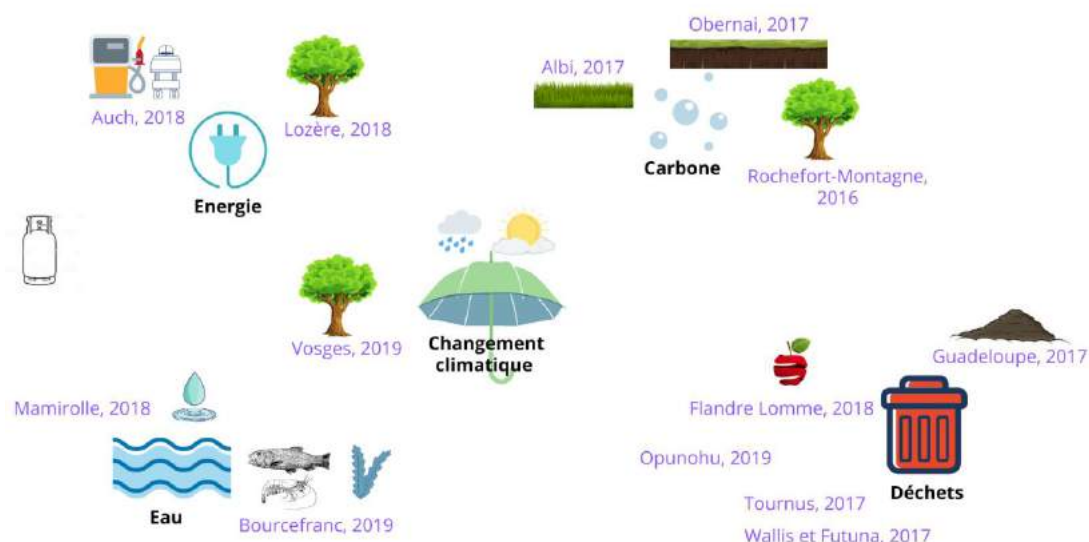 Obernai, 2017
Albi, 2017
Auch, 2018
Lozère, 2018
Carbone
Rochefort-Montagne,
2016
Energie
Vosges, 2019
Changement
climatique
Guadeloupe, 2017
Mamirolle, 2018
Flandre Lomme, 2018
Opunohu, 2019
Déchets
Tournus, 2017
Eau
Bourcefranc, 2019
Wallis et Futuna, 2017